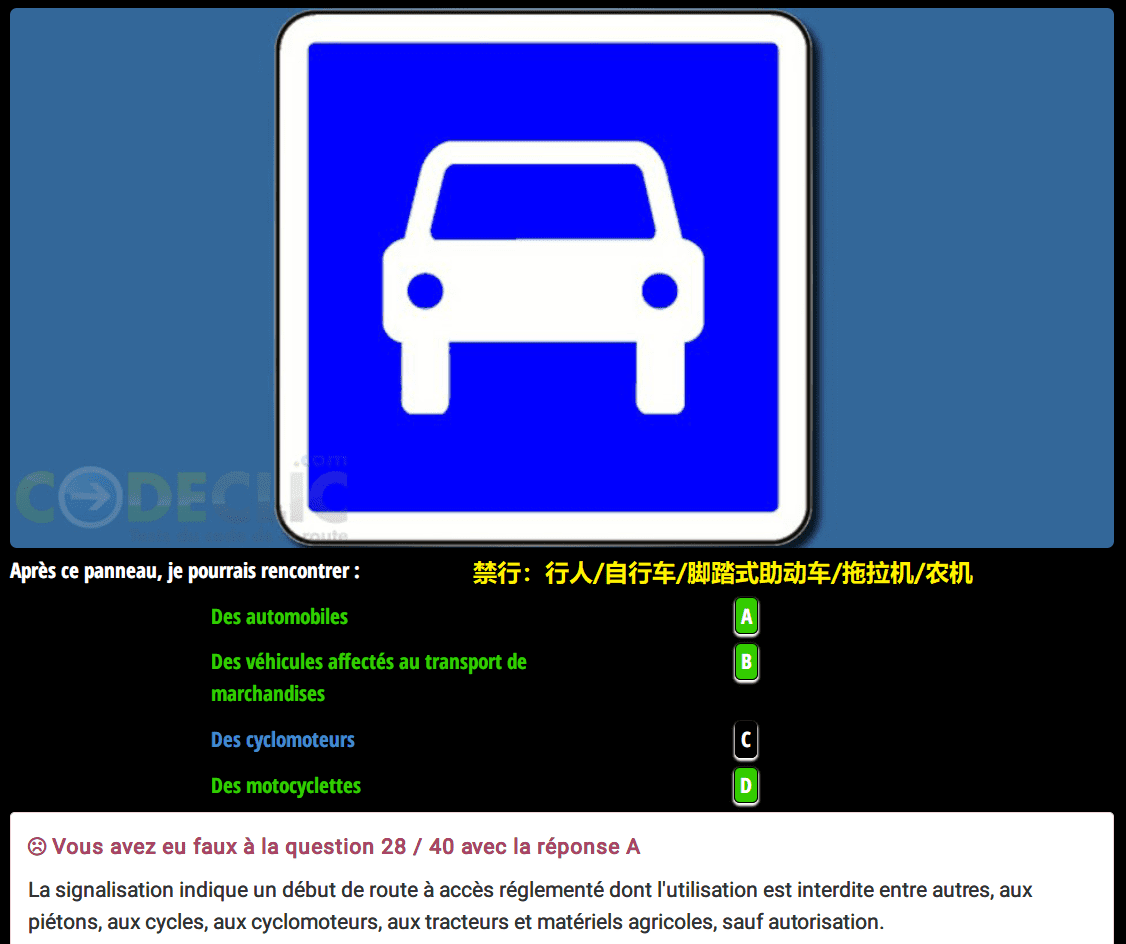 CODECLIC
.com
route
Après ce panneau, je pourrais rencontrer :
禁行：行人/自行车/脚踏式助动车/拖拉机/农机
Des automobiles
A
Des véhicules affectés au transport de
marchandises
B
Des cyclomoteurs
C
Des motocyclettes
D
Vous avez eu faux à la question 28 / 40 avec la réponse A
La signalisation indique un début de route à accès réglementé dont l'utilisation est interdite entre autres, aux
piétons, aux cycles, aux cyclomoteurs, aux tracteurs et matériels agricoles, sauf autorisation.